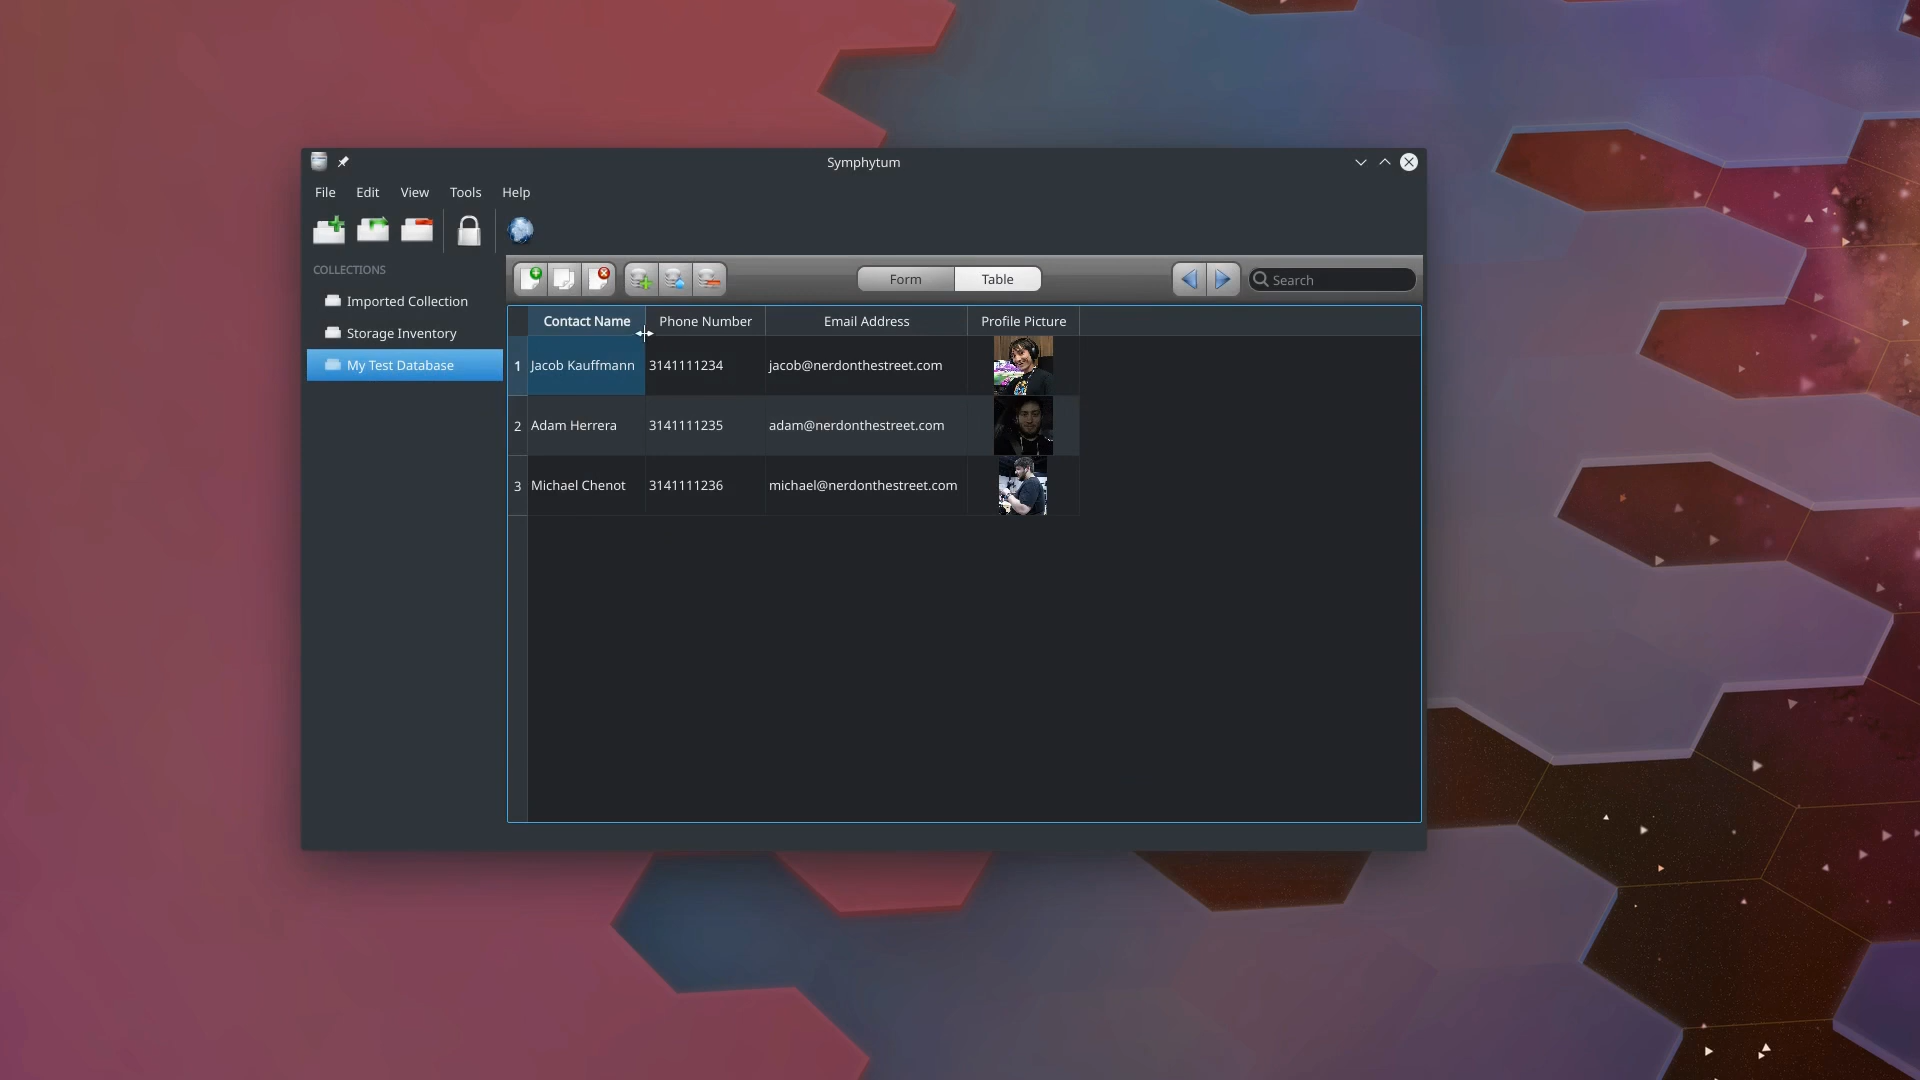 Symphytum
File Edit View Tools Help
COLLECTIONS
Imported Collection
Storage Inventory
My Test Database
Form Table
Search
Contact Name Phone Number Email Address Profile Picture
1 Jacob Kauffmann 3141111234 jacob@nerdonthestreet.com
2 Adam Herrera 3141111235 adam@nerdonthestreet.com
3 Michael Chenot 3141111236 michael@nerdonthestreet.com